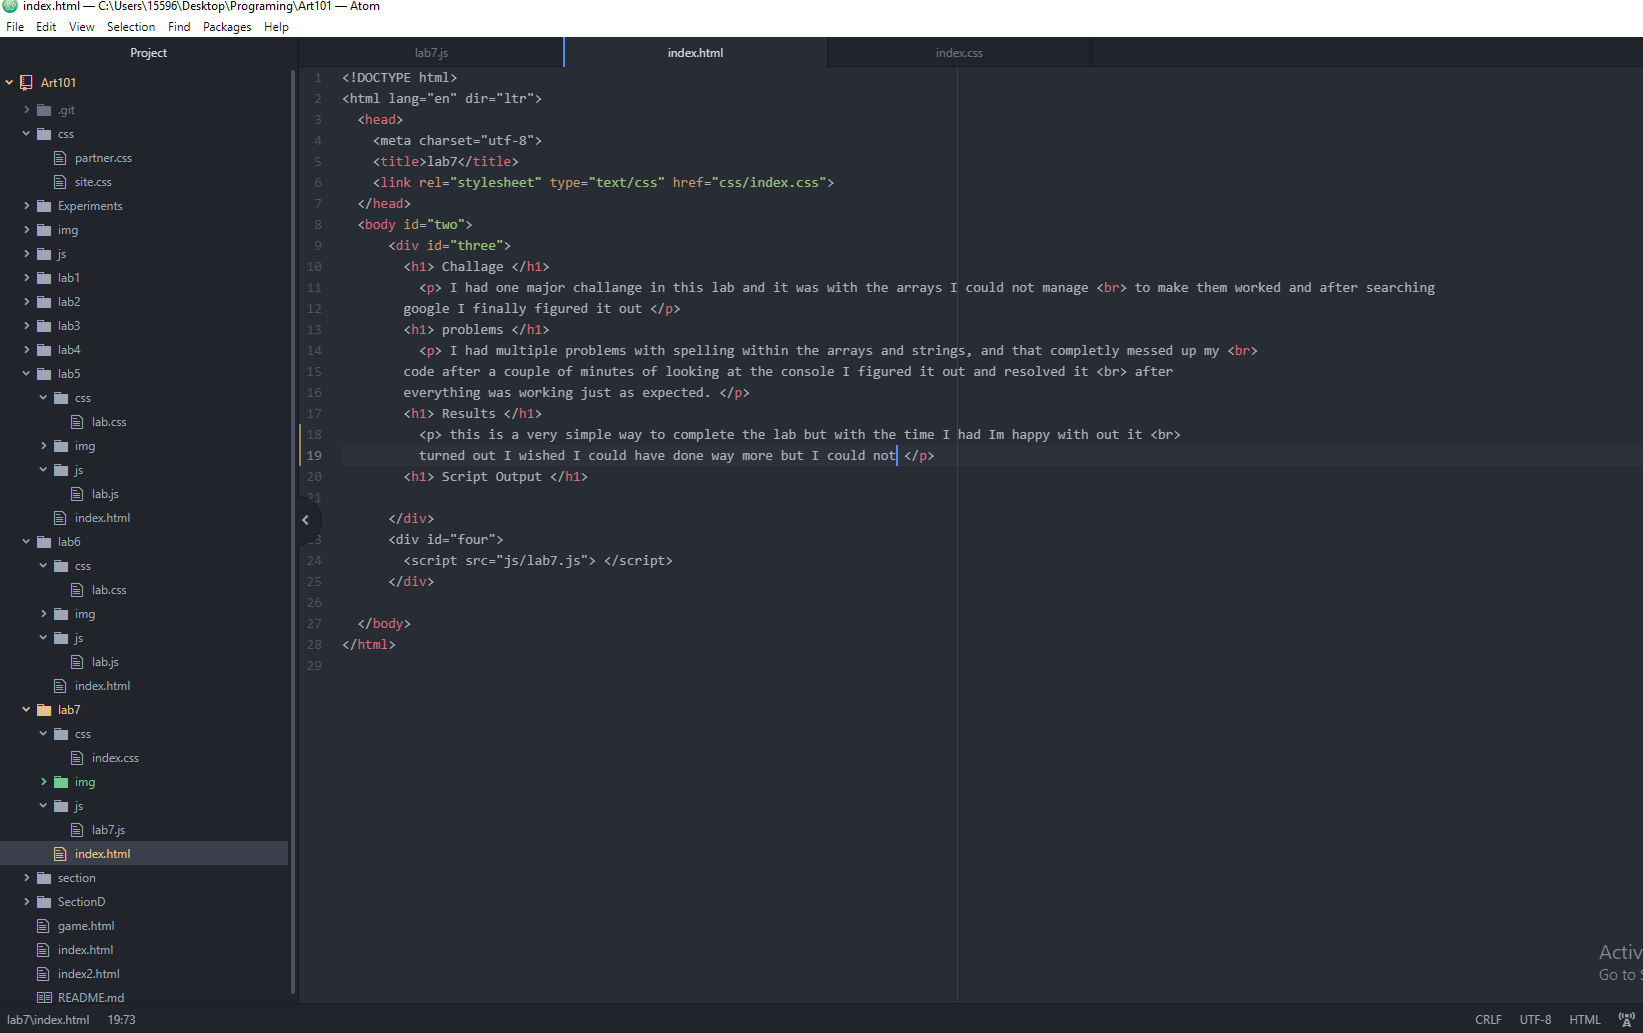 index.html — C:\Users\15596\Desktop\Programing\Art101 — Atom
File Edit View Selection Find Packages Help
Project
Art101
.git
css
partner.css
site.css
Experiments
img
js
lab1
lab2
lab3
lab4
lab5
css
lab.css
img
js
lab.js
index.html
lab6
css
lab.css
img
js
lab.js
index.html
lab7
css
index.css
img
js
lab7.js
index.html
section
SectionD
game.html
index.html
index2.html
README.md
lab7.js index.html index.css
1 <!DOCTYPE html>
2 <html lang="en" dir="ltr">
3 <head>
4 <meta charset="utf-8">
5 <title>lab7</title>
6 <link rel="stylesheet" type="text/css" href="css/index.css">
7 </head>
8 <body id="two">
9 <div id="three">
10 <h1> Challage </h1>
11 <p> I had one major challange in this lab and it was with the arrays I could not manage <br> to make them worked and after searching
12 google I finally figured it out </p>
13 <h1> problems </h1>
14 <p> I had multiple problems with spelling within the arrays and strings, and that completly messed up my <br>
15 code after a couple of minutes of looking at the console I figured it out and resolved it <br> after
16 everything was working just as expected. </p>
17 <h1> Results </h1>
18 <p> this is a very simple way to complete the lab but with the time I had Im happy with out it <br>
19 turned out I wished I could have done way more but I could not </p>
20 <h1> Script Output </h1>
21
</div>
3 <div id="four">
24 <script src="js/lab7.js"> </script>
25 </div>
26
27 </body>
28 </html>
29
Activ
Go to S
lab7\index.html 19:73 CRLF UTF-8 HTML